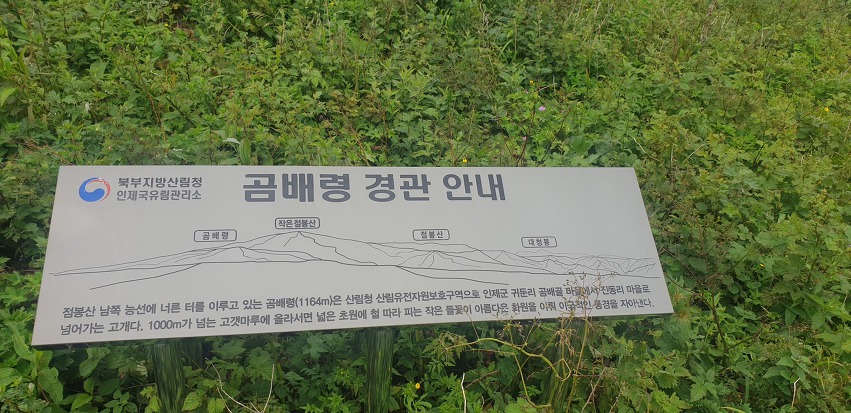 북부지방산림청
인제국유림관리소
곰배령 경관 안내
곰배령
작은점봉산
점봉산
대청봉
점봉산 남쪽 능선에 너른 터를 이루고 있는 곰배령(1164m)은 산림청 산림유전자원보호구역으로 인제군 귀둔리 곰배골 마을에서 진동리 마을로
넘어가는 고개다. 1000m가 넘는 고갯마루에 올라서면 넓은 초원에 철 따라 피는 작은 들꽃이 아름다운 화원을 이뤄 이국적인 풍경을 자아낸다.